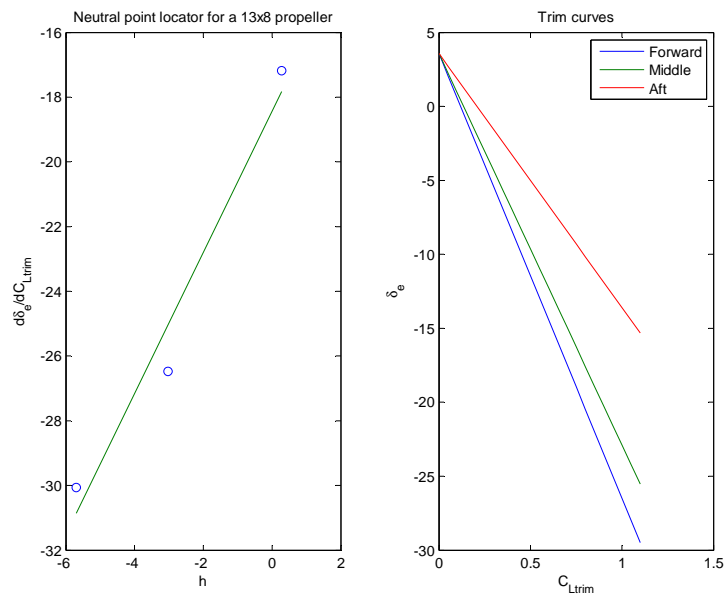 Neutral point locator for a 13x8 propeller
-16
-18
-20
-22
-24
-26
-28
-30
-32
dδe/dCLtrim
-6
-4
-2
0
2
h
Trim curves
Forward
Middle
Aft
5
0
-5
-10
-15
-20
-25
-30
δe
0
0.5
1
1.5
CLtrim